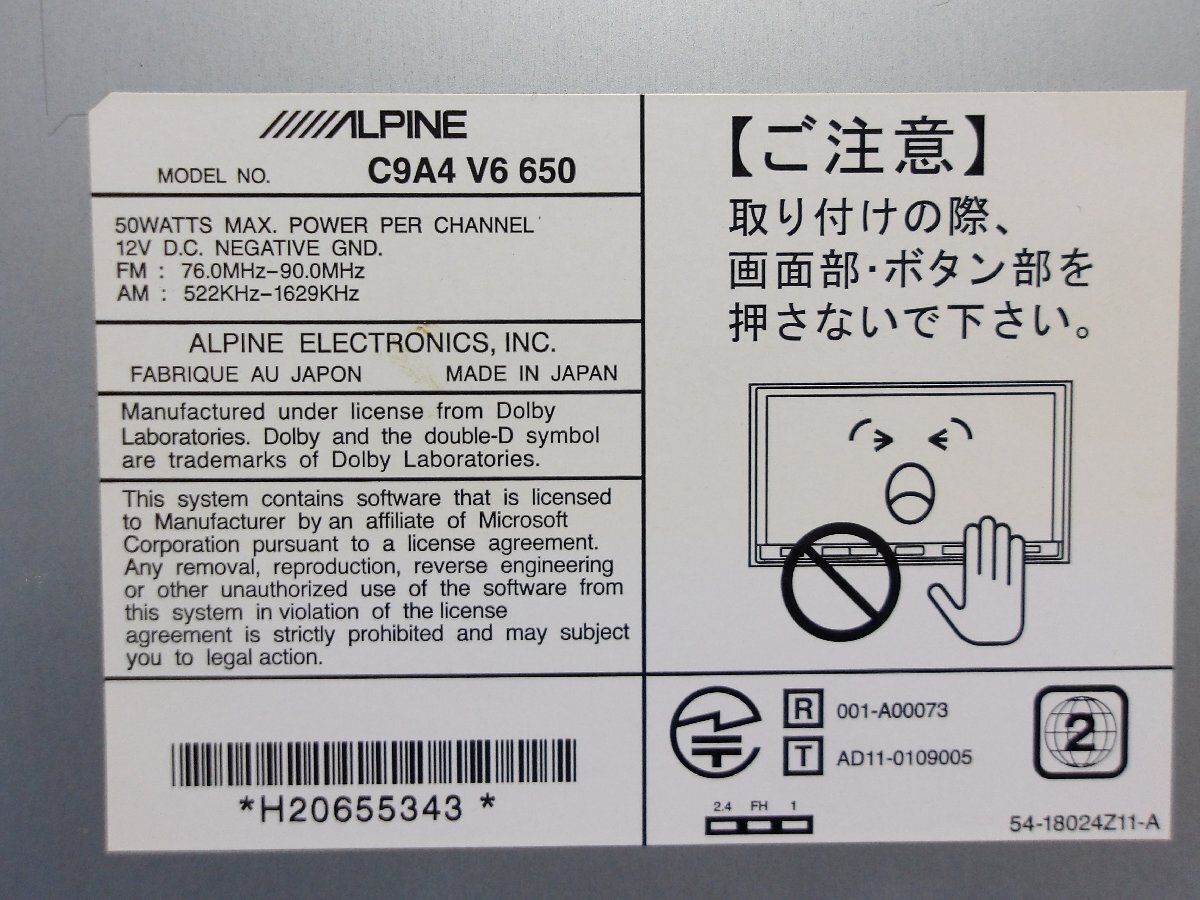 ALPINE
MODEL NO. C9A4 V6 650
50WATTS MAX. POWER PER CHANNEL
12V D.C. NEGATIVE GND.
FM : 76.0MHz–90.0MHz
AM : 522KHz–1629KHz
ALPINE ELECTRONICS, INC.
FABRIQUE AU JAPON MADE IN JAPAN
Manufactured under license from Dolby
Laboratories. Dolby and the double-D symbol
are trademarks of Dolby Laboratories.
This system contains software that is licensed
to Manufacturer by an affiliate of Microsoft
Corporation pursuant to a license agreement.
Any removal, reproduction, reverse engineering
or other unauthorized use of the software from
this system in violation of the license
agreement is strictly prohibited and may subject
you to legal action.
*H20655343 *
【ご注意】
取り付けの際、
画面部・ボタン部を
押さないで下さい。
R 001-A00073
T AD11-0109005
2
2.4 FH 1
54-18024Z11-A